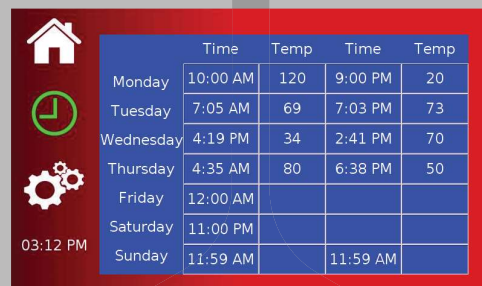 Time Temp Time Temp
Monday 10:00 AM 120 9:00 PM 20
Tuesday 7:05 AM 69 7:03 PM 73
Wednesday 4:19 PM 34 2:41 PM 70
Thursday 4:35 AM 80 6:38 PM 50
Friday 12:00 AM
Saturday 11:00 PM
03:12 PM
Sunday 11:59 AM 11:59 AM